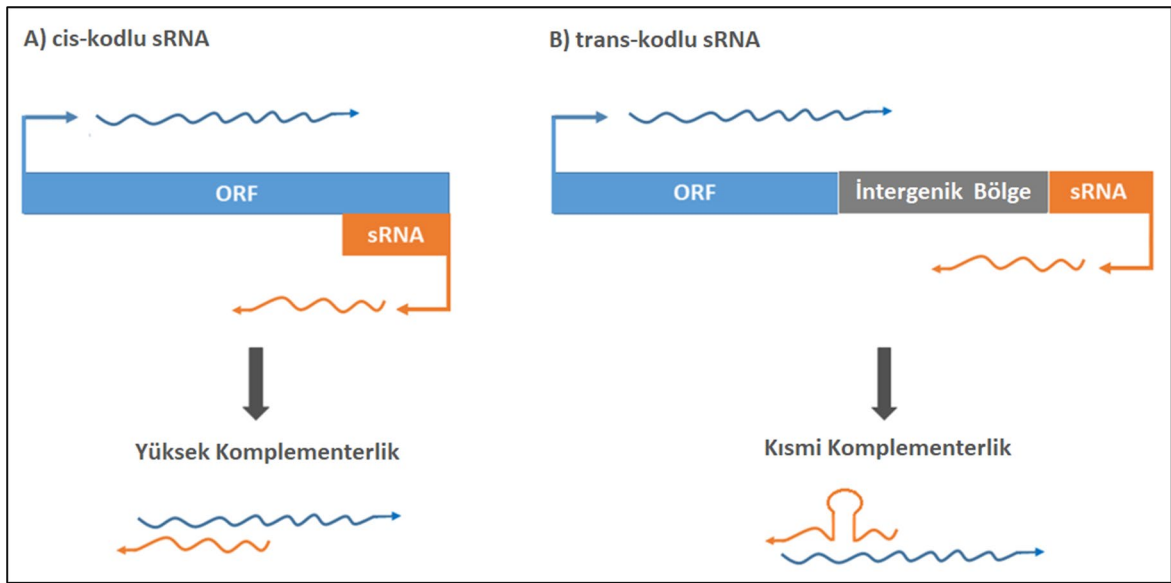 A) cis-kodlu sRNA
B) trans-kodlu sRNA
ORF
sRNA
ORF
İntergenik Bölge
sRNA
Yüksek Komplementerlik
Kısmi Komplementerlik